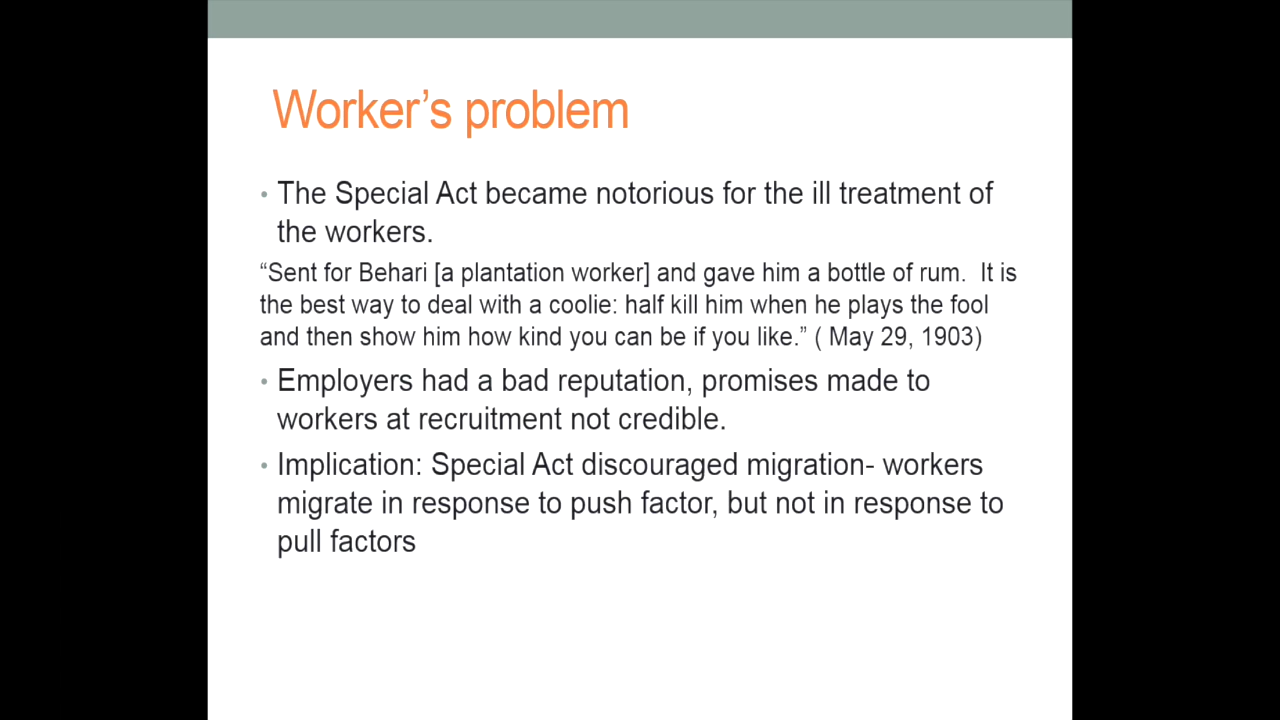 Worker’s problem
• The Special Act became notorious for the ill treatment of
the workers.
“Sent for Behari [a plantation worker] and gave him a bottle of rum.  It is
the best way to deal with a coolie: half kill him when he plays the fool
and then show him how kind you can be if you like.” ( May 29, 1903)
• Employers had a bad reputation, promises made to
workers at recruitment not credible.
• Implication: Special Act discouraged migration- workers
migrate in response to push factor, but not in response to
pull factors